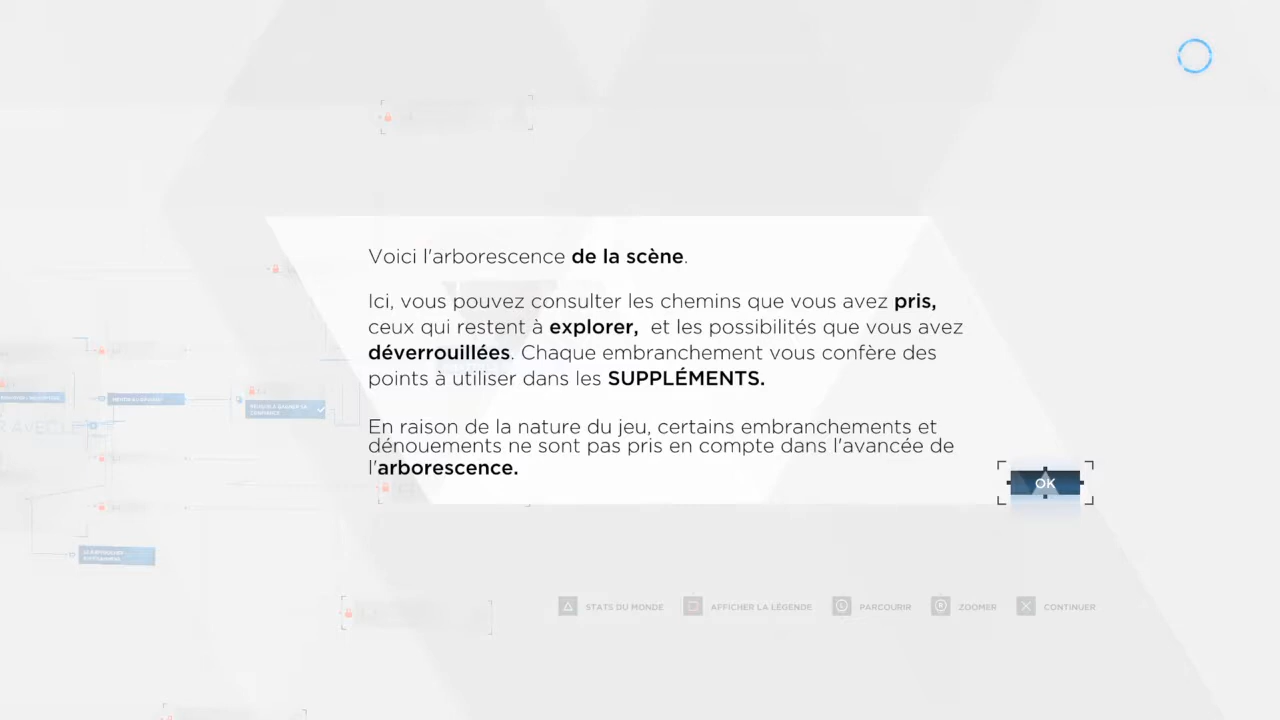 Voici l'arborescence de la scène.
Ici, vous pouvez consulter les chemins que vous avez pris,
ceux qui restent à explorer, et les possibilités que vous avez
déverrouillées. Chaque embranchement vous confère des
points à utiliser dans les SUPPLÉMENTS.
En raison de la nature du jeu, certains embranchements et
dénouements ne sont pas pris en compte dans l'avancée de
l'arborescence.
OK
STATS DU MONDE
AFFICHER LA LÉGENDE
PARCOURIR
ZOOMER
CONTINUER